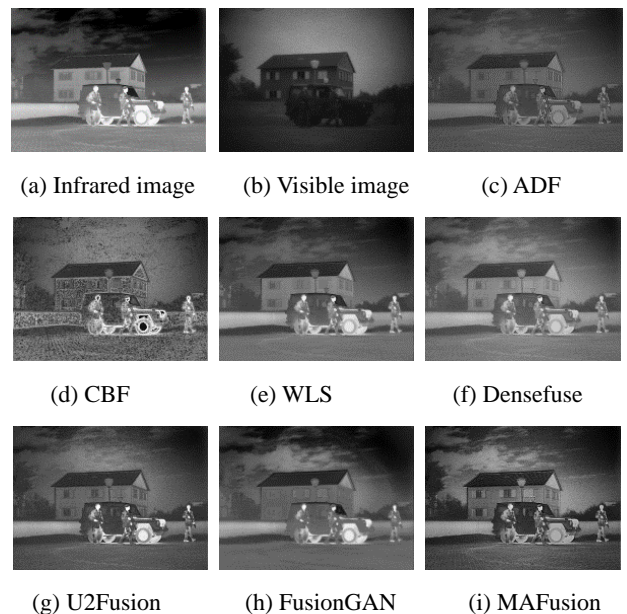 (a) Infrared image
(b) Visible image
(c) ADF
(d) CBF
(e) WLS
(f) Densefuse
(g) U2Fusion
(h) FusionGAN
(i) MAFusion